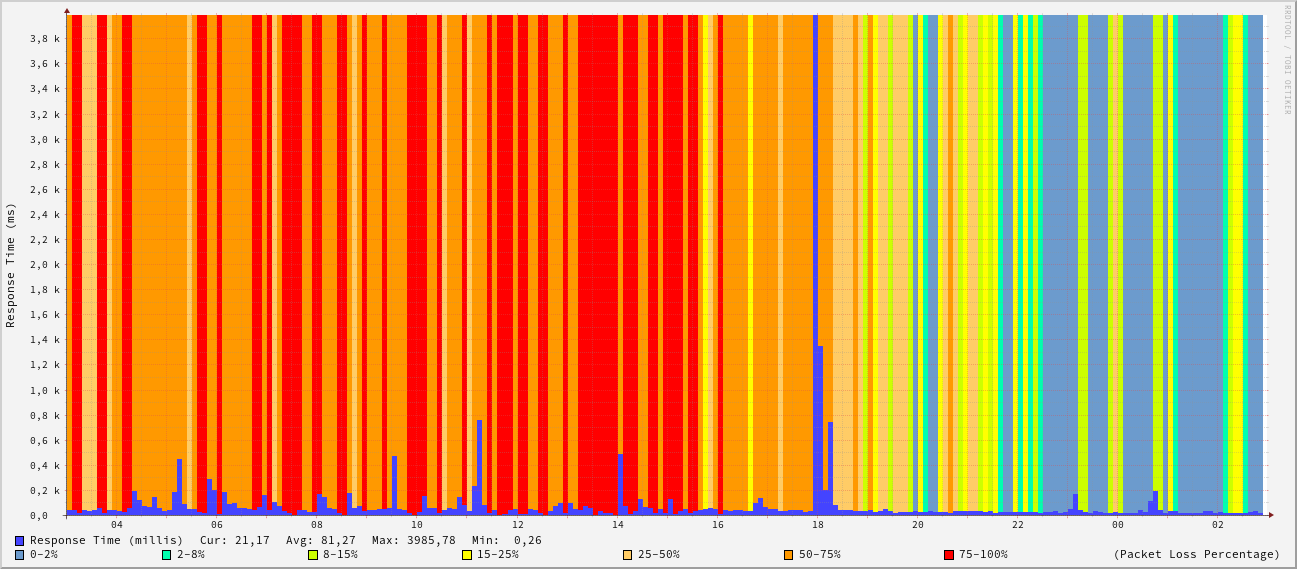 RRDTOOL / TOBI OETIKER
Response Time (ms)
3,8 k
3,6 k
3,4 k
3,2 k
3,0 k
2,8 k
2,6 k
2,4 k
2,2 k
2,0 k
1,8 k
1,6 k
1,4 k
1,2 k
1,0 k
0,8 k
0,6 k
0,4 k
0,2 k
0,0
04 06 08 10 12 14 16 18 20 22 00 02
Response Time (millis) Cur: 21,17 Avg: 81,27 Max: 3985,78 Min: 0,26
0-2% 2-8% 8-15% 15-25% 25-50% 50-75% 75-100% (Packet Loss Percentage)